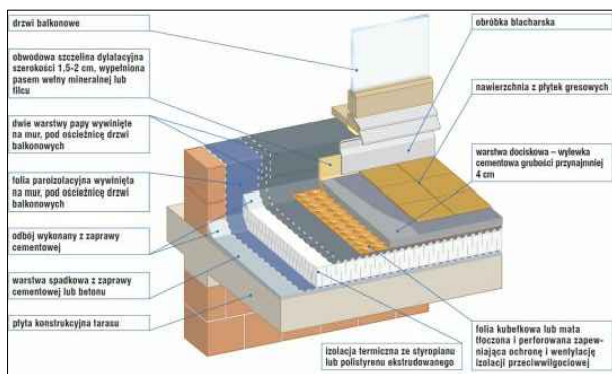 drzwi balkonowe
obwodowa szczelina dylatacyjna
szerokości 1,5-2 cm, wypełniona
pasem wełny mineralnej lub
filcu
dwie warstwy papy wywinięte
na mur, pod ościeżnicę drzwi
balkonowych
folia paroizolacyjna wywinięta
na mur, pod ościeżnicę drzwi
balkonowych
odbój wykonany z zaprawy
cementowej
warstwa spadkowa z zaprawy
cementowej lub betonu
płyta konstrukcyjna tarasu
obróbka blacharska
nawierzchnia z płytek gresowych
warstwa dociskowa – wylewka
cementowa grubości przynajmniej
4 cm
izolacja termiczna ze styropianu
lub polistyrenu ekstrudowanego
folia kubełkowa lub mata
tłoczona i perforowana zapew-
niająca ochronę i wentylację
izolacji przeciwwilgociowej